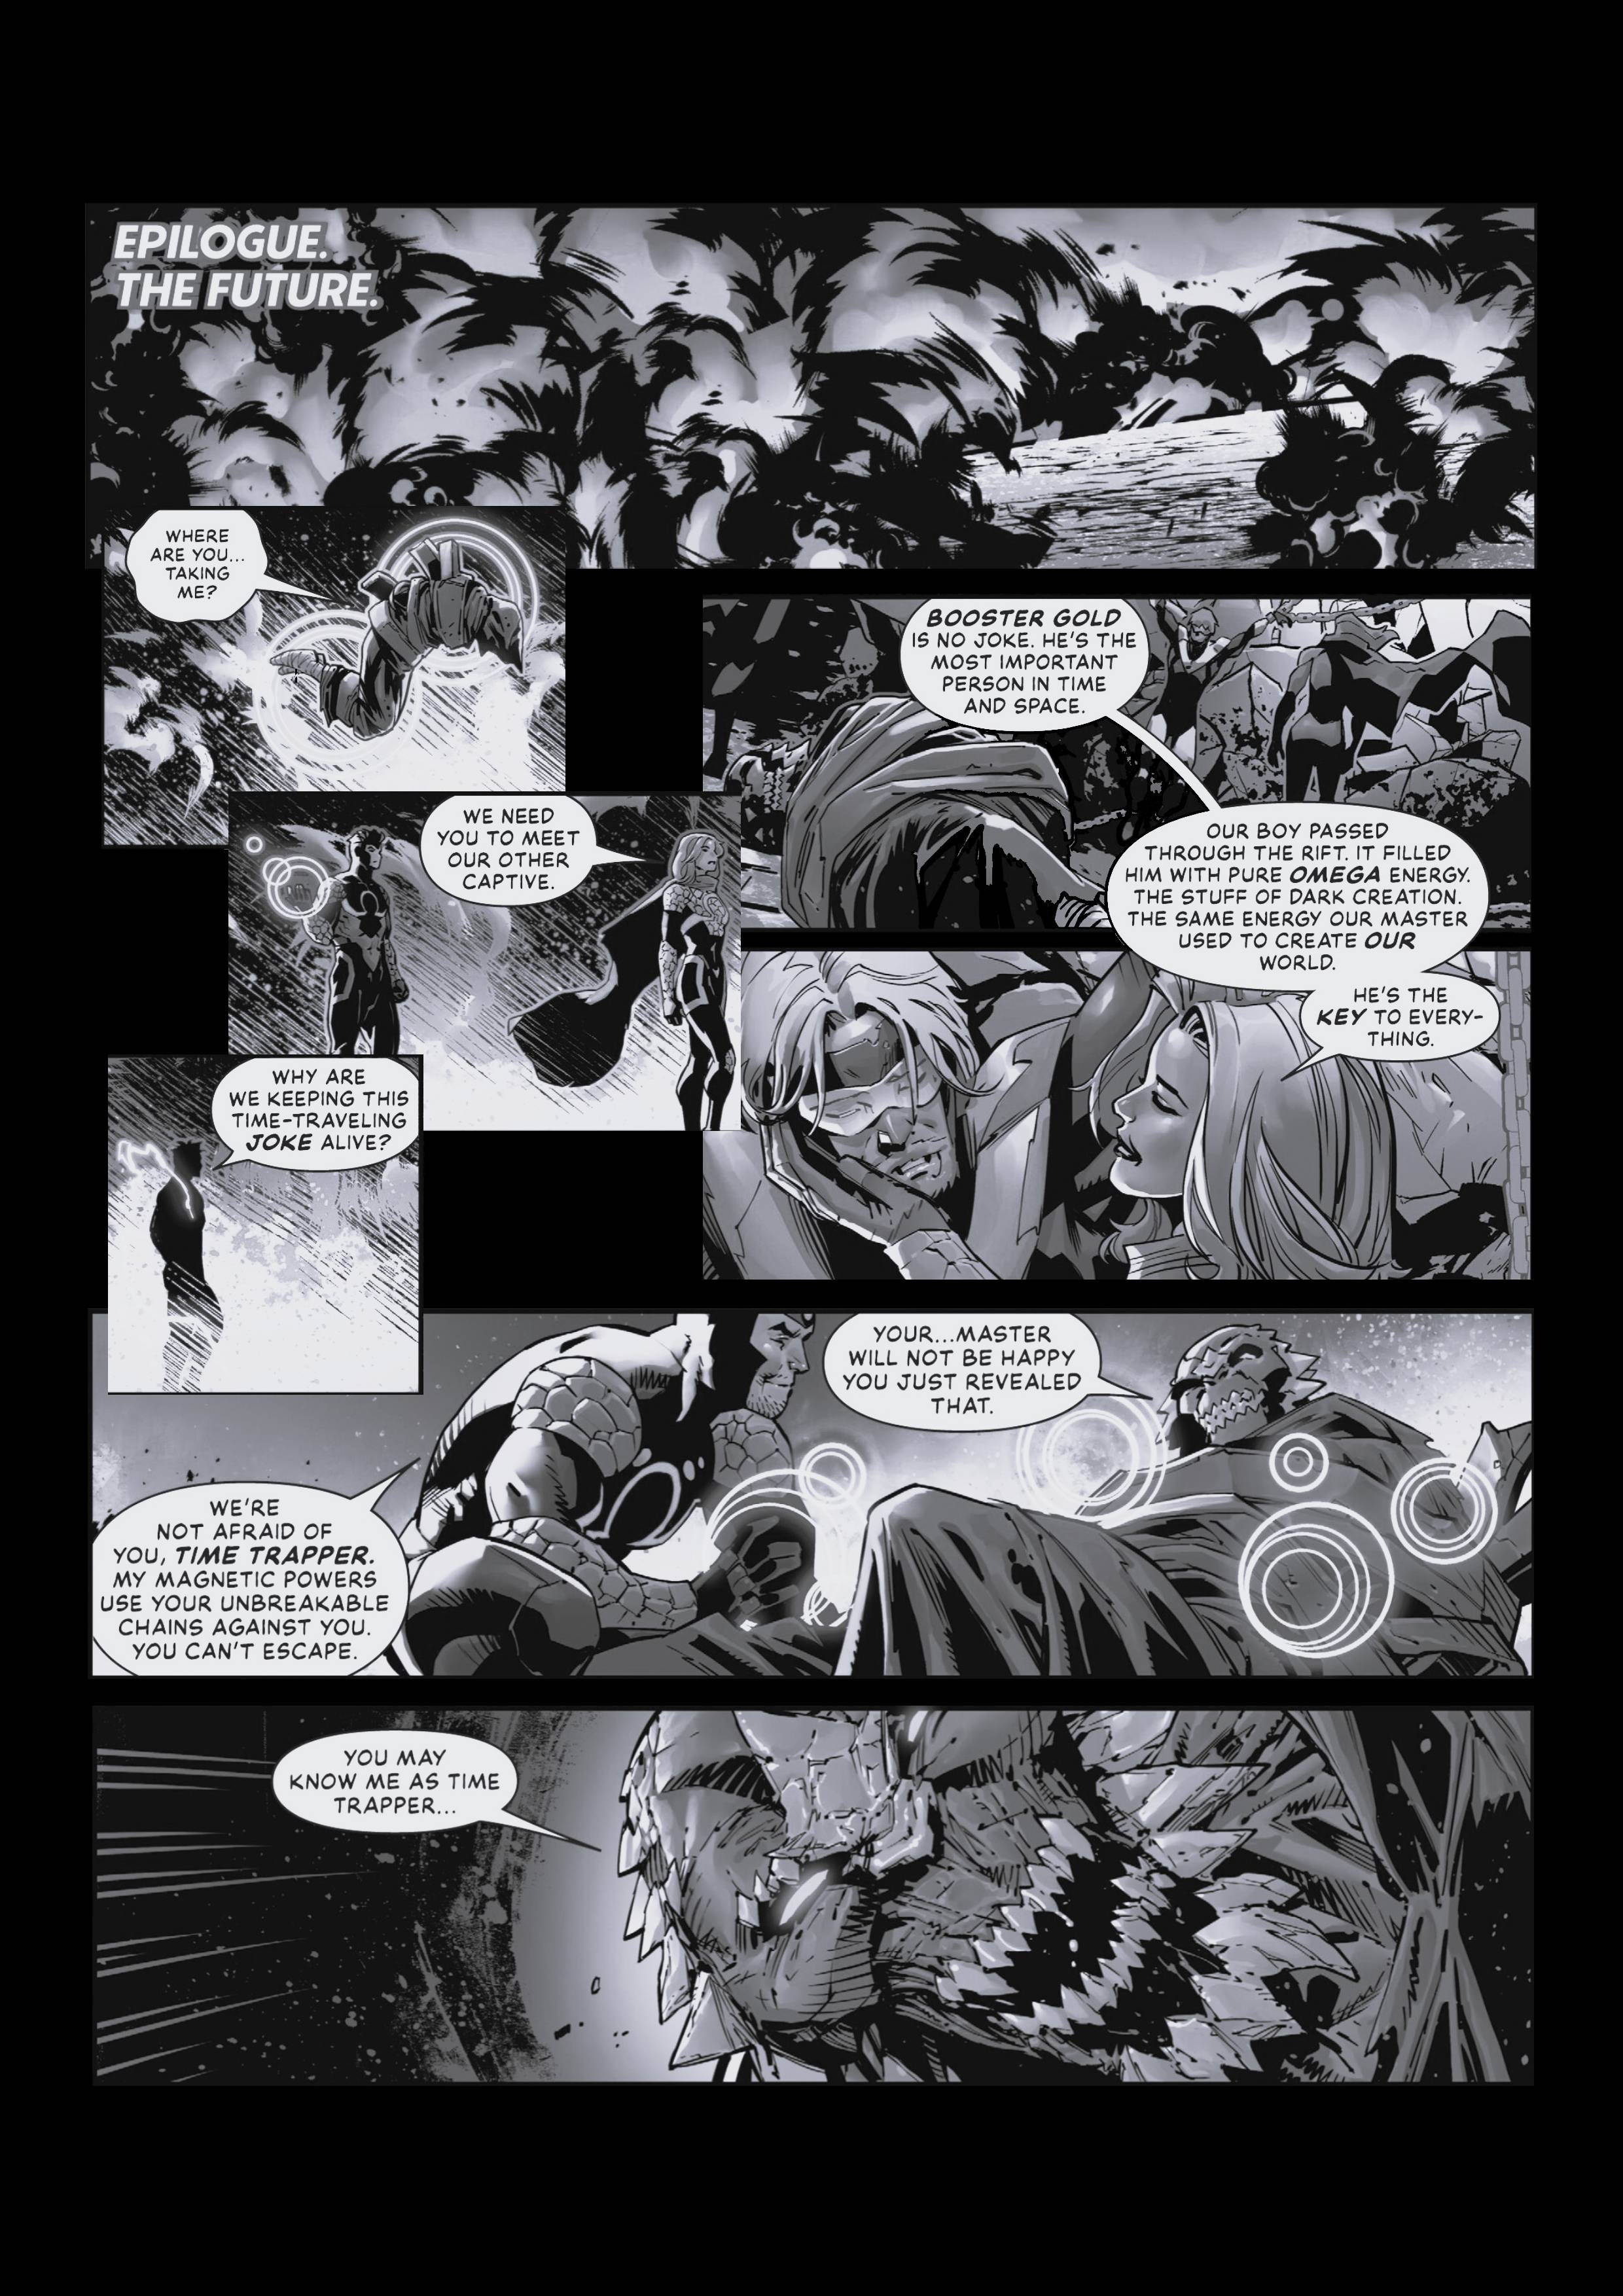 EPILOGUE.
THE FUTURE.
WHERE
ARE YOU...
TAKING
ME?
WE NEED
YOU TO MEET
OUR OTHER
CAPTIVE.
WHY ARE
WE KEEPING THIS
TIME-TRAVELING
JOKE ALIVE?
BOOSTER GOLD
IS NO JOKE. HE'S THE
MOST IMPORTANT
PERSON IN TIME
AND SPACE.
OUR BOY PASSED
THROUGH THE RIFT. IT FILLED
HIM WITH PURE OMEGA ENERGY.
THE STUFF OF DARK CREATION.
THE SAME ENERGY OUR MASTER
USED TO CREATE OUR
WORLD.
HE'S THE
KEY TO EVERY-
THING.
YOUR...MASTER
WILL NOT BE HAPPY
YOU JUST REVEALED
THAT.
WE'RE
NOT AFRAID OF
YOU, TIME TRAPPER.
MY MAGNETIC POWERS
USE YOUR UNBREAKABLE
CHAINS AGAINST YOU.
YOU CAN'T ESCAPE.
YOU MAY
KNOW ME AS TIME
TRAPPER...